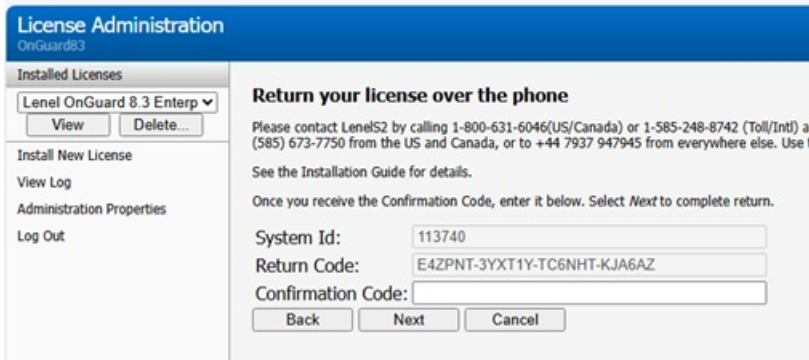 License Administration
OnGuard83
Installed Licenses
Lenel OnGuard 8.3 Enterp
View Delete...
Install New License
View Log
Administration Properties
Log Out
Return your license over the phone
Please contact LenelS2 by calling 1-800-631-6046(US/Canada) or 1-585-248-8742 (Toll/Intl) a
(585) 673-7750 from the US and Canada, or to +44 7937 947945 from everywhere else. Use
See the Installation Guide for details.
Once you receive the Confirmation Code, enter it below. Select Next to complete return.
System Id: 113740
Return Code: E4ZPNT-3YXT1Y-TC6NHT-KJA6AZ
Confirmation Code:
Back Next Cancel